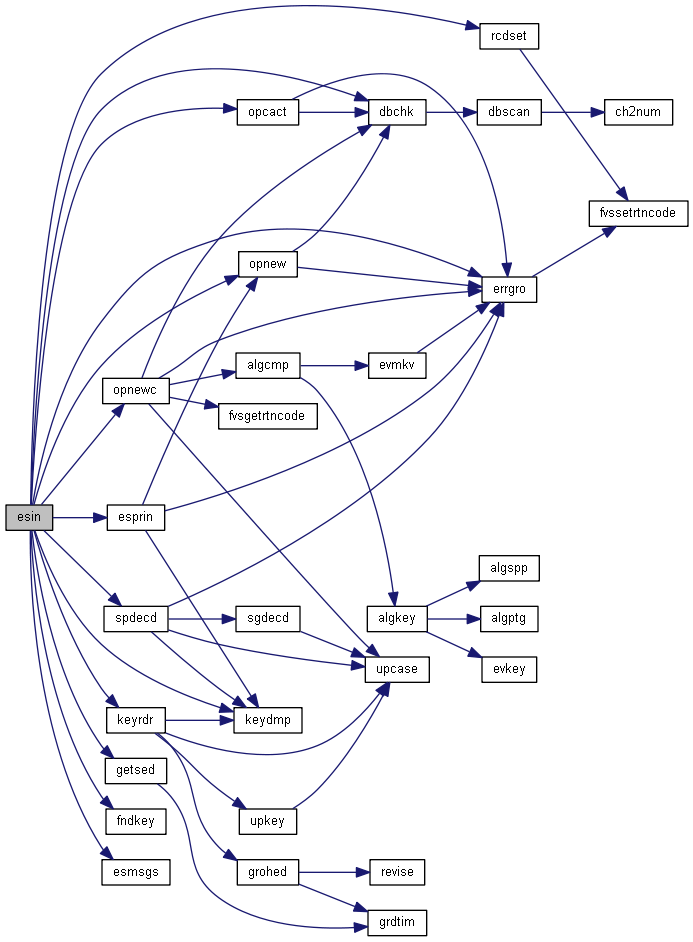 rcdset
opcact
dbchk
dbscan
ch2num
fvssetrtncode
opnew
errgro
algcmp
evmkv
opnewc
fvsgetrtncode
esin
esprin
algspp
spdecd
sgdecd
algkey
algptg
upcase
evkey
keyrdr
keydmp
getsed
fndkey
upkey
esmsgs
grohed
revise
grdtim